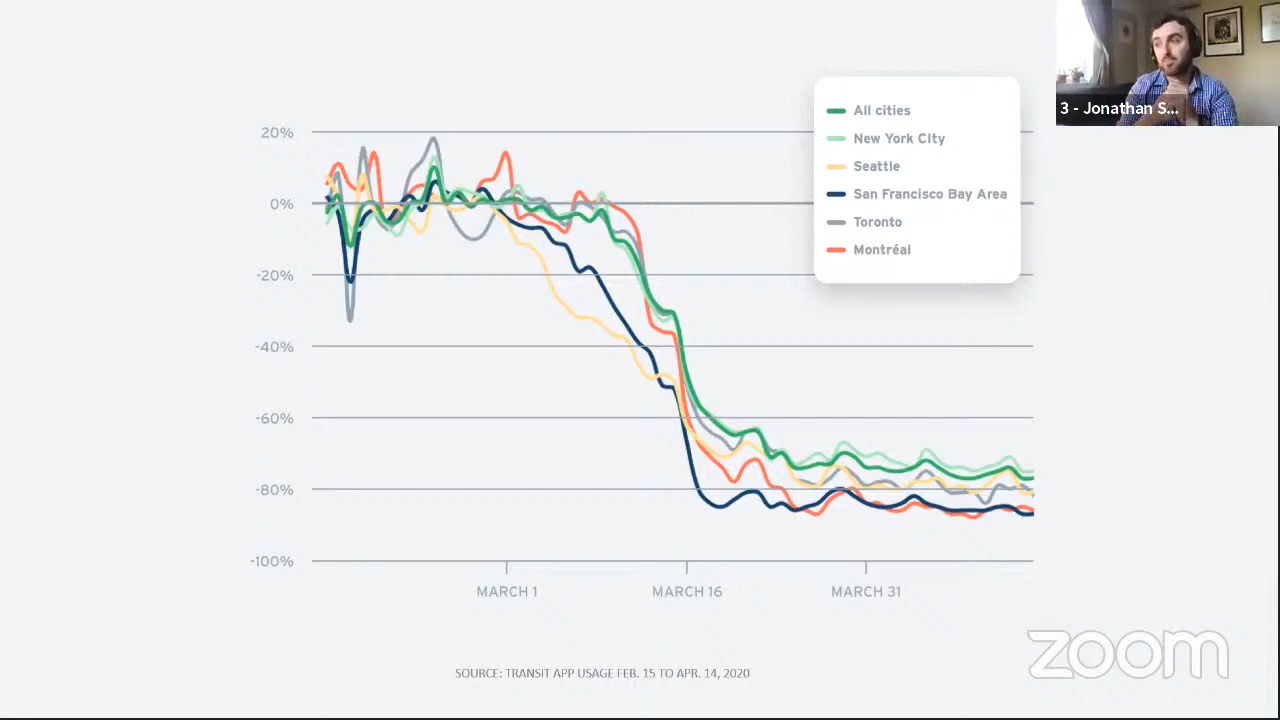 3 - Jonathan S...
All cities
New York CIty
Seattle
San Francisco Bay Area
Toronto
Montréal
20%
0%
-20%
-40%
-60%
-80%
-100%
MARCH 1
MARCH 16
MARCH 31
SOURCE: TRANSIT APP USAGE FEB. 15 TO APR. 14, 2020
zoom